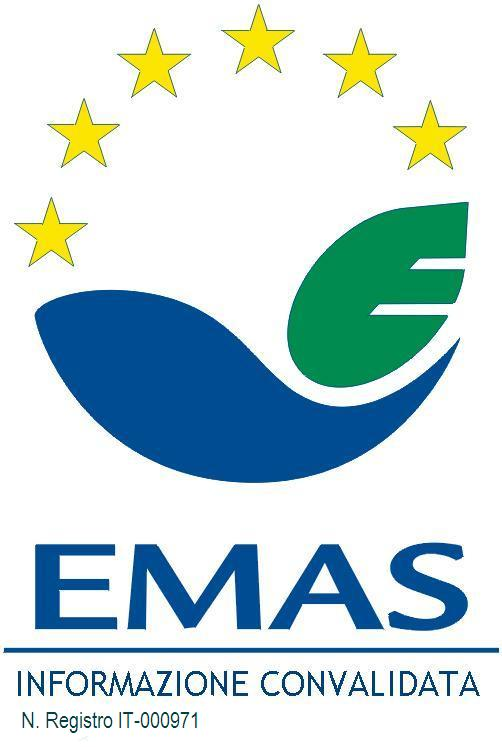 EMAS
INFORMAZIONE CONVALIDATA
N. Registro IT-000971